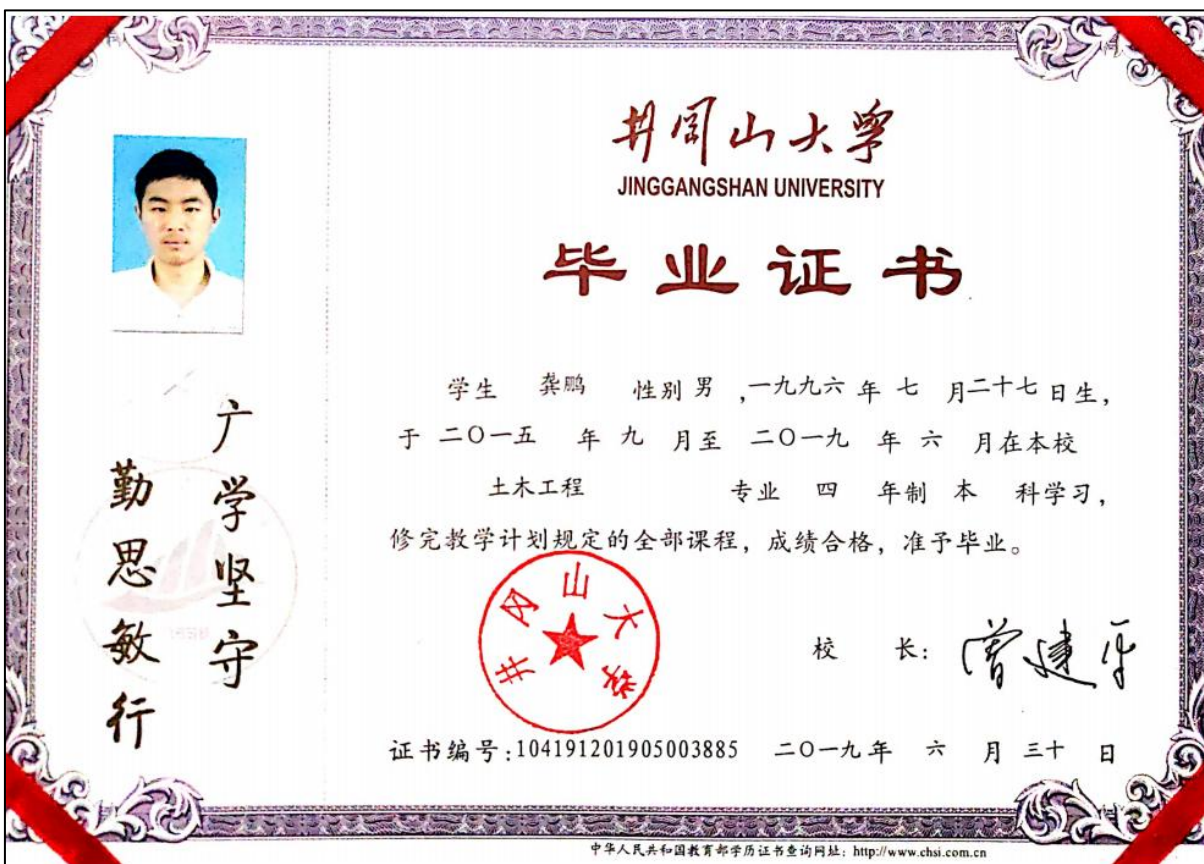 井冈山大学
JINGGANGSHAN UNIVERSITY
毕业证书
学生 龚鹏 性别 男 ,一九九六 年 七 月二十七日生,
于 二〇一五 年 九 月至 二〇一九 年 六 月在本校
土木工程 专业 四 年制 本 科学习,
修完教学计划规定的全部课程,成绩合格,准予毕业。
井冈山大学
校 长: 曾建平
证书编号:104191201905003885 二〇一九年 六 月 三十 日
广学坚守
勤思敏行
中华人民共和国教育部学历证书查询网址: http://www.chsi.com.cn